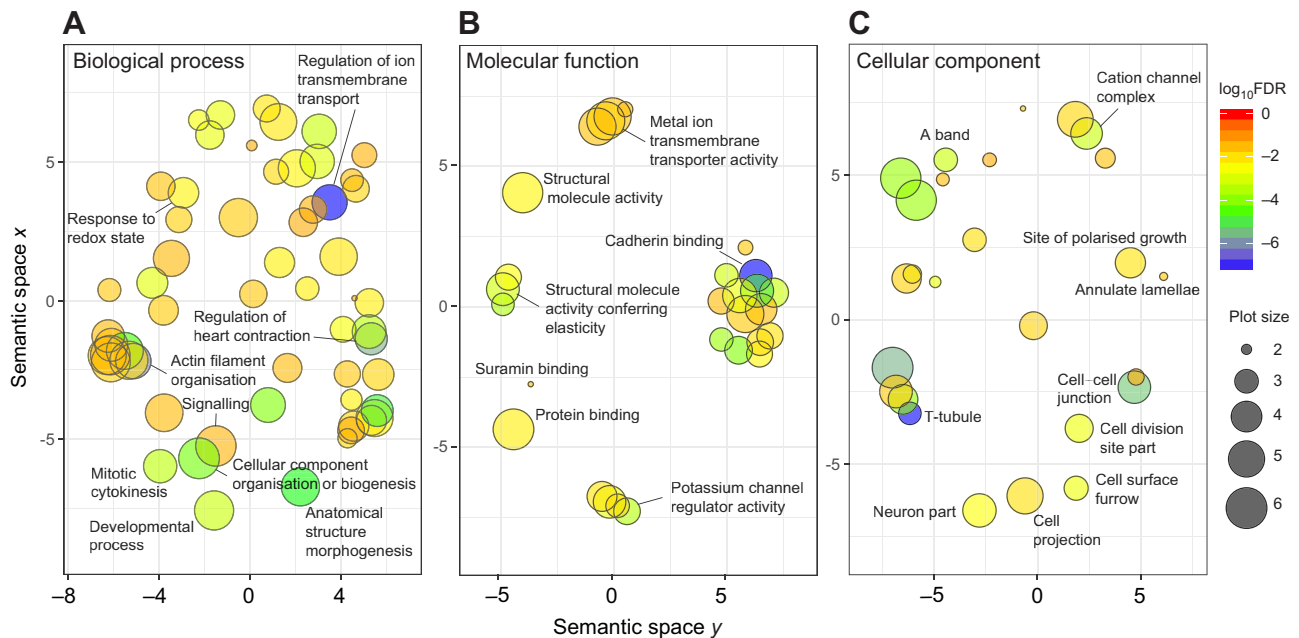 A
B
C
Biological process
Regulation of ion
transmembrane
transport
Response to
redox state
Regulation of
heart contraction
Actin filament
organisation
Signalling
Mitotic
cytokinesis
Cellular component
organisation or biogenesis
Developmental
process
Anatomical
structure
morphogenesis
5
0
-5
–8
–4
0
4
Semantic space x
Molecular function
Metal ion
transmembrane
transporter activity
Structural
molecule activity
Cadherin binding
Structural molecule
activity conferring
elasticity
Suramin binding
Protein binding
Potassium channel
regulator activity
5
0
-5
–5
0
5
Semantic space y
Cellular component
Cation channel
complex
A band
Site of polarised growth
Annulate lamellae
Cell–cell
junction
T-tubule
Cell division
site part
Cell surface
furrow
Neuron part
Cell
projection
5
0
-5
–5
0
5
log10FDR
0
–2
–4
–6
Plot size
2
3
4
5
6